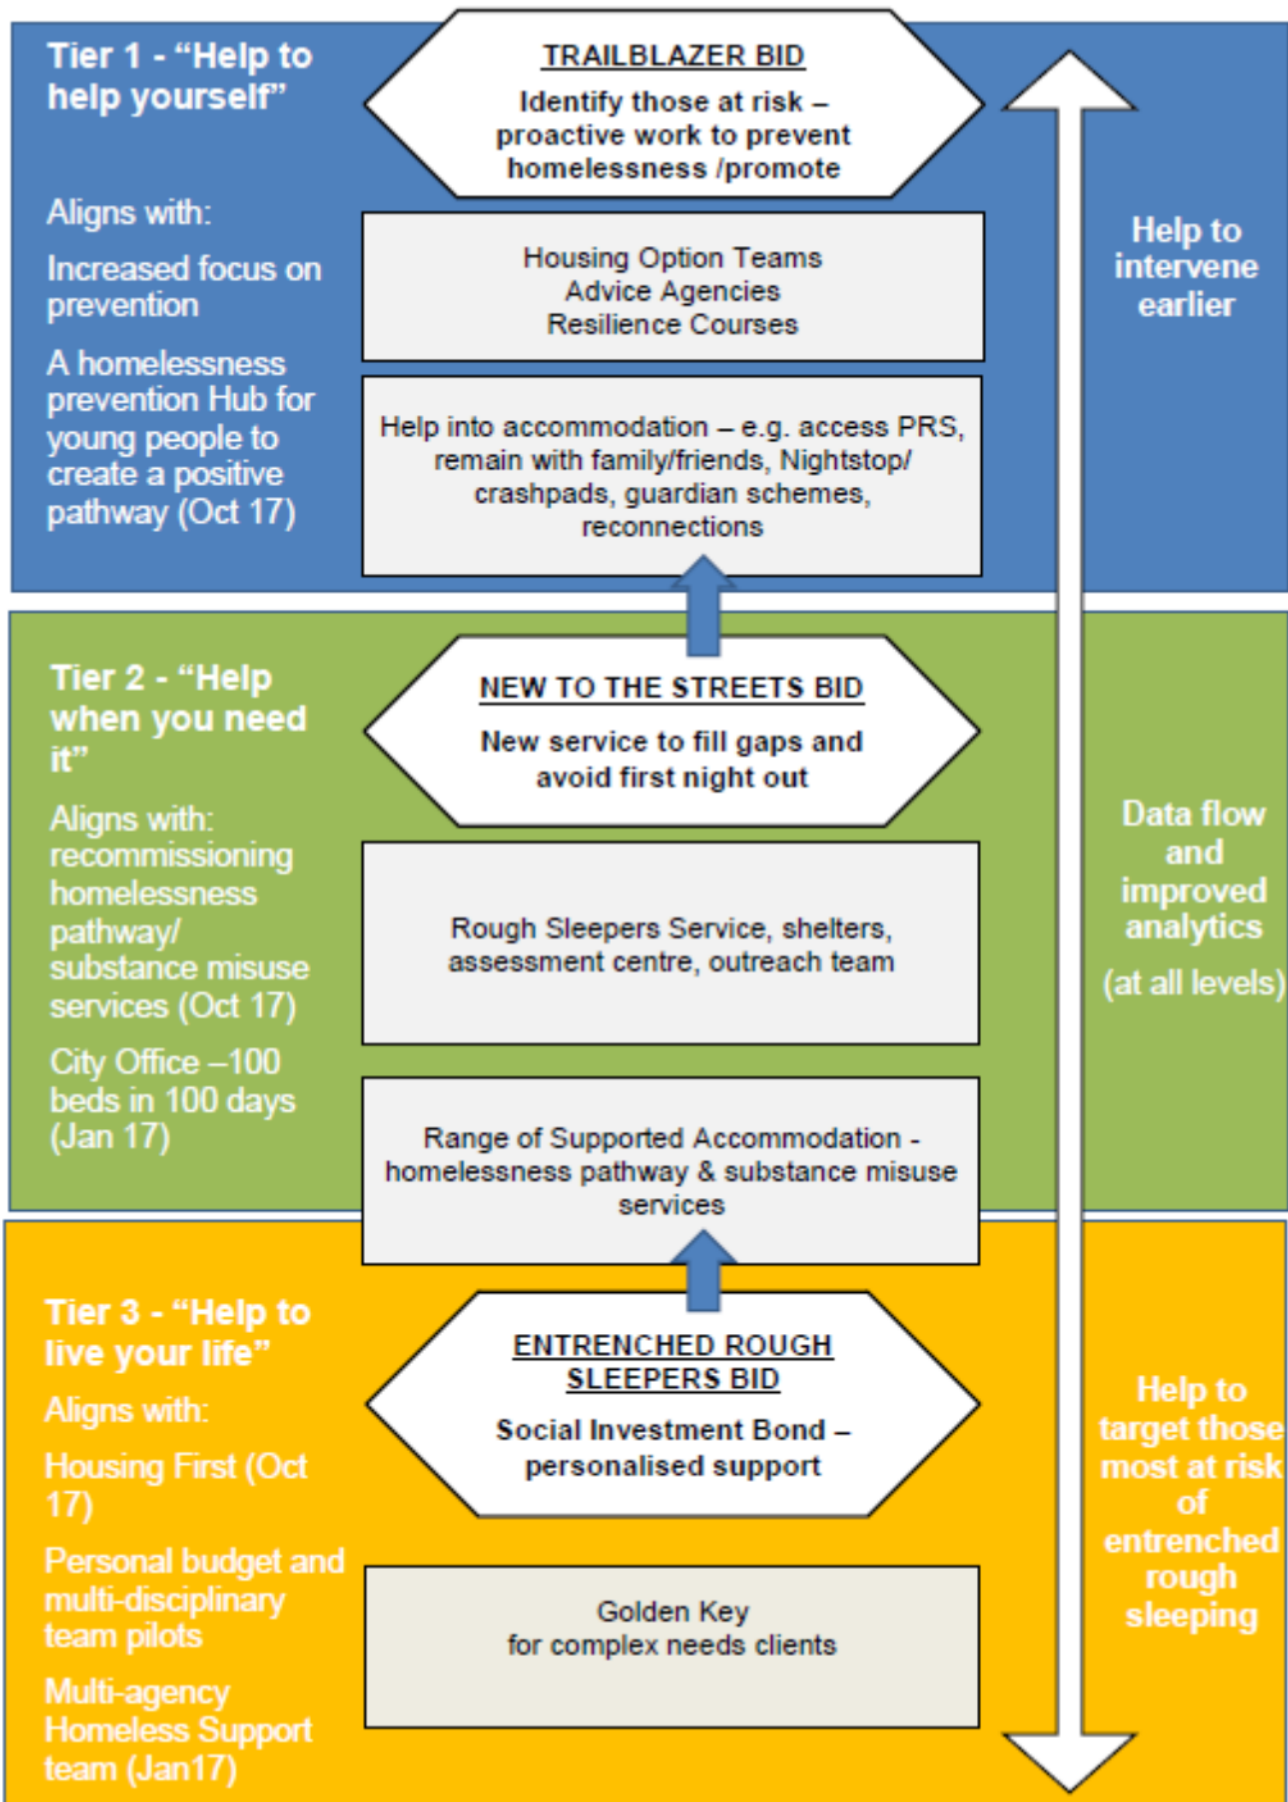 Tier 1 - “Help to
help yourself”
Aligns with:
Increased focus on
prevention
A homelessness
prevention Hub for
young people to
create a positive
pathway (Oct 17)
TRAILBLAZER BID
Identify those at risk –
proactive work to prevent
homelessness /promote
Housing Option Teams
Advice Agencies
Resilience Courses
Help into accommodation – e.g. access PRS,
remain with family/friends, Nightstop/
crashpads, guardian schemes,
reconnections
Help to
intervene
earlier
Tier 2 - “Help
when you need
it”
Aligns with:
recommissioning
homelessness
pathway/
substance misuse
services (Oct 17)
City Office –100
beds in 100 days
(Jan 17)
NEW TO THE STREETS BID
New service to fill gaps and
avoid first night out
Rough Sleepers Service, shelters,
assessment centre, outreach team
Range of Supported Accommodation -
homelessness pathway & substance misuse
services
Data flow
and
improved
analytics
(at all levels)
Tier 3 - “Help to
live your life”
Aligns with:
Housing First (Oct
17)
Personal budget and
multi-disciplinary
team pilots
Multi-agency
Homeless Support
team (Jan17)
ENTRENCHED ROUGH
SLEEPERS BID
Social Investment Bond –
personalised support
Golden Key
for complex needs clients
Help to
target those
most at risk
of
entrenched
rough
sleeping